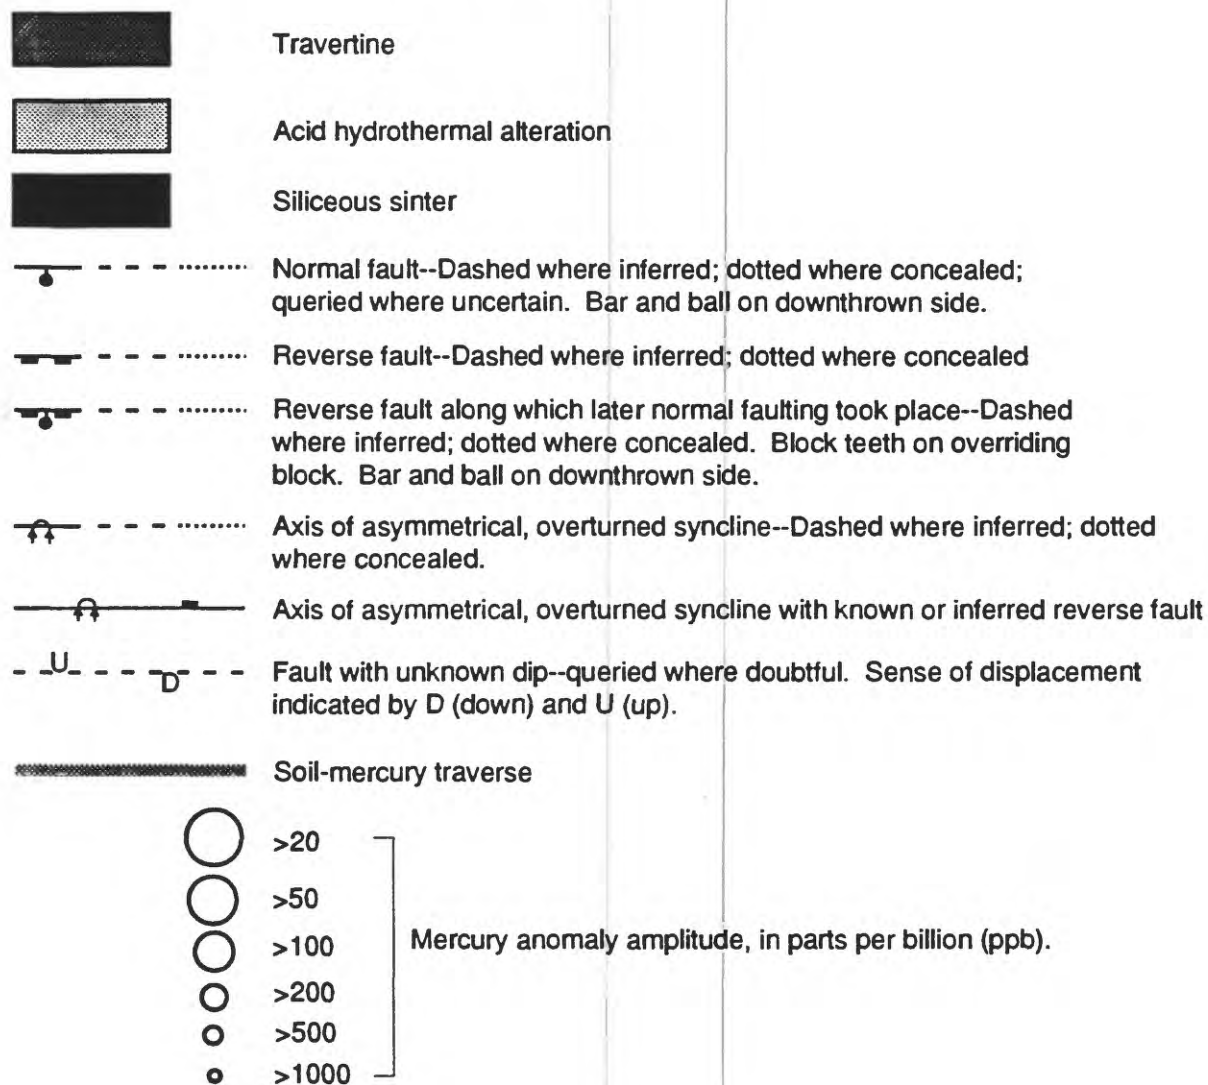 Travertine
Acid hydrothermal alteration
Siliceous sinter
Normal fault--Dashed where inferred; dotted where concealed;
queried where uncertain. Bar and ball on downthrown side.
Reverse fault--Dashed where inferred; dotted where concealed
Reverse fault along which later normal faulting took place--Dashed
where inferred; dotted where concealed. Block teeth on overriding
block. Bar and ball on downthrown side.
Axis of asymmetrical, overturned syncline--Dashed where inferred; dotted
where concealed.
Axis of asymmetrical, overturned syncline with known or inferred reverse fault
U
D
Fault with unknown dip--queried where doubtful. Sense of displacement
indicated by D (down) and U (up).
Soil-mercury traverse
>20
>50
>100
>200
>500
>1000
Mercury anomaly amplitude, in parts per billion (ppb).